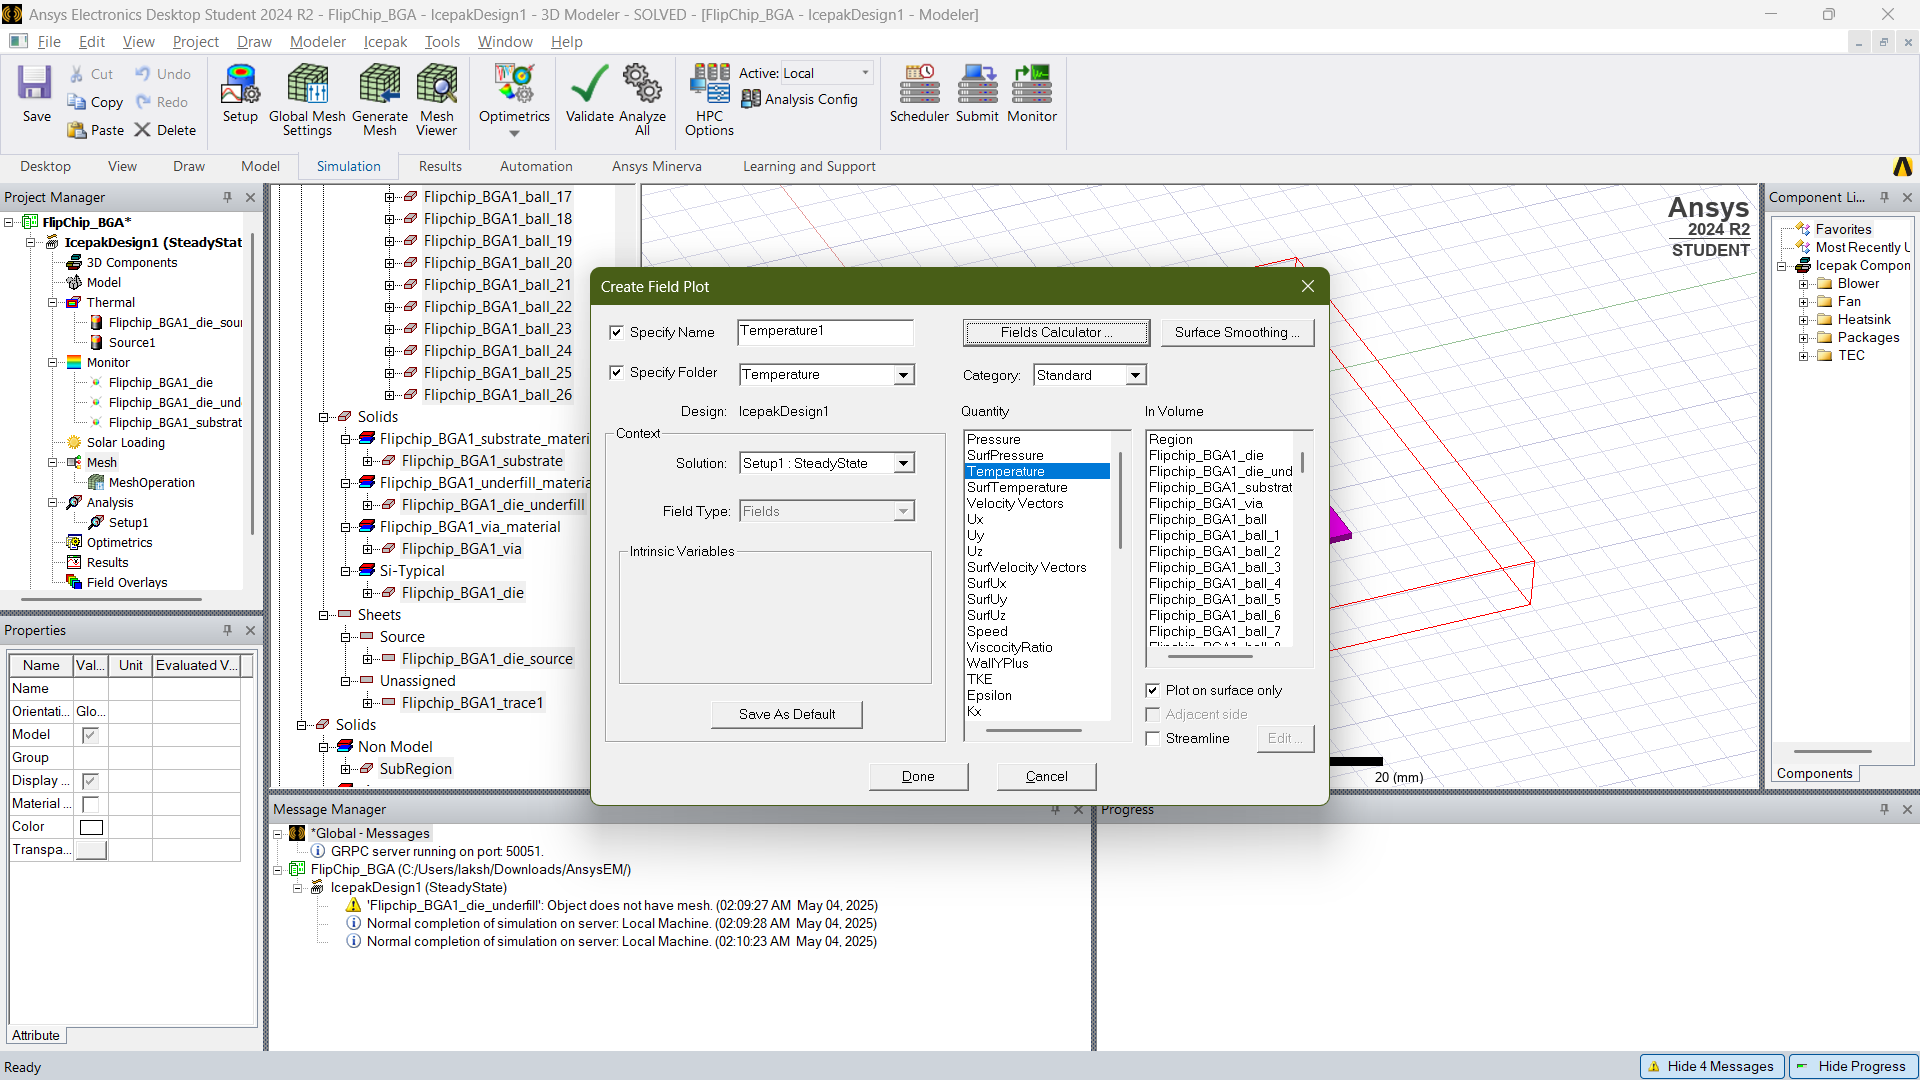 Ansys Electronics Desktop Student 2024 R2 - FlipChip_BGA - IcepakDesign1 - 3D Modeler - SOLVED - [FlipChip_BGA - IcepakDesign1 - Modeler]
File Edit View Project Draw Modeler Icepak Tools Window Help
Save
Cut
Copy
Paste
Undo
Redo
Delete
Setup
Global Mesh Settings
Generate Mesh
Mesh Viewer
Optimetrics
Validate
Analyze All
HPC Options
Active: Local
Analysis Config
Scheduler
Submit
Monitor
Desktop View Draw Model Simulation Results Automation Ansys Minerva Learning and Support
Project Manager
FlipChip_BGA*
IcepakDesign1 (SteadyStat
3D Components
Model
Thermal
Flipchip_BGA1_die_sour
Source1
Monitor
Flipchip_BGA1_die
Flipchip_BGA1_die_und
Flipchip_BGA1_substrat
Solar Loading
Mesh
MeshOperation
Analysis
Setup1
Optimetrics
Results
Field Overlays
Properties
Name Val... Unit Evaluated V...
Name
Orientati... Glo...
Model
Group
Display ...
Material ...
Color
Transpa...
Attribute
Flipchip_BGA1_ball_17
Flipchip_BGA1_ball_18
Flipchip_BGA1_ball_19
Flipchip_BGA1_ball_20
Flipchip_BGA1_ball_21
Flipchip_BGA1_ball_22
Flipchip_BGA1_ball_23
Flipchip_BGA1_ball_24
Flipchip_BGA1_ball_25
Flipchip_BGA1_ball_26
Solids
Flipchip_BGA1_substrate_materi
Flipchip_BGA1_substrate
Flipchip_BGA1_underfill_materia
Flipchip_BGA1_die_underfill
Flipchip_BGA1_via_material
Flipchip_BGA1_via
Si-Typical
Flipchip_BGA1_die
Sheets
Source
Flipchip_BGA1_die_source
Unassigned
Flipchip_BGA1_trace1
Solids
Non Model
SubRegion
Ansys
2024 R2
STUDENT
20 (mm)
Create Field Plot
Specify Name Temperature1
Fields Calculator ...
Surface Smoothing ...
Specify Folder Temperature
Category: Standard
Design: IcepakDesign1
Context
Solution: Setup1 : SteadyState
Field Type: Fields
Intrinsic Variables
Save As Default
Quantity
Pressure
SurfPressure
Temperature
SurfTemperature
Velocity Vectors
Ux
Uy
Uz
SurfVelocity Vectors
SurfUx
SurfUy
SurfUz
Speed
ViscocityRatio
WallYPlus
TKE
Epsilon
Kx
In Volume
Region
Flipchip_BGA1_die
Flipchip_BGA1_die_und
Flipchip_BGA1_substrat
Flipchip_BGA1_via
Flipchip_BGA1_ball
Flipchip_BGA1_ball_1
Flipchip_BGA1_ball_2
Flipchip_BGA1_ball_3
Flipchip_BGA1_ball_4
Flipchip_BGA1_ball_5
Flipchip_BGA1_ball_6
Flipchip_BGA1_ball_7
Plot on surface only
Adjacent side
Streamline
Edit ...
Done
Cancel
Component Li...
Favorites
Most Recently U
Icepak Compon
Blower
Fan
Heatsink
Packages
TEC
Components
Message Manager
*Global - Messages
GRPC server running on port: 50051.
FlipChip_BGA (C:/Users/laksh/Downloads/AnsysEM/)
IcepakDesign1 (SteadyState)
'Flipchip_BGA1_die_underfill': Object does not have mesh. (02:09:27 AM May 04, 2025)
Normal completion of simulation on server: Local Machine. (02:09:28 AM May 04, 2025)
Normal completion of simulation on server: Local Machine. (02:10:23 AM May 04, 2025)
Progress
Ready
Hide 4 Messages
Hide Progress